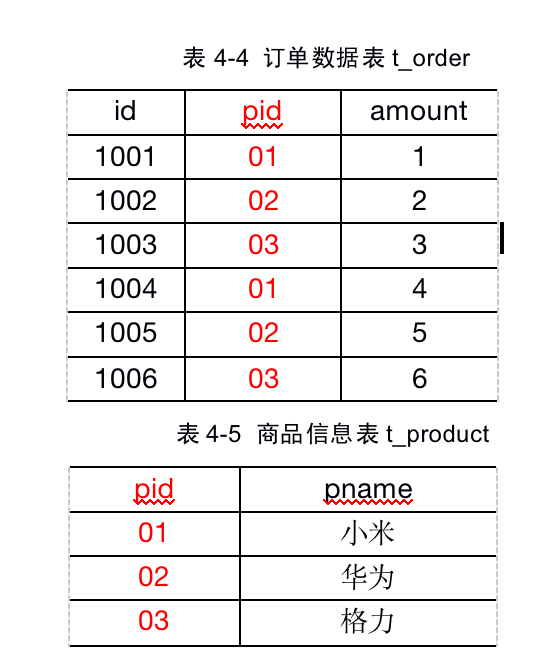 表 4-4 订单数据表 t_order
id pid amount
1001 01 1
1002 02 2
1003 03 3
1004 01 4
1005 02 5
1006 03 6
表 4-5 商品信息表 t_product
pid pname
01 小米
02 华为
03 格力